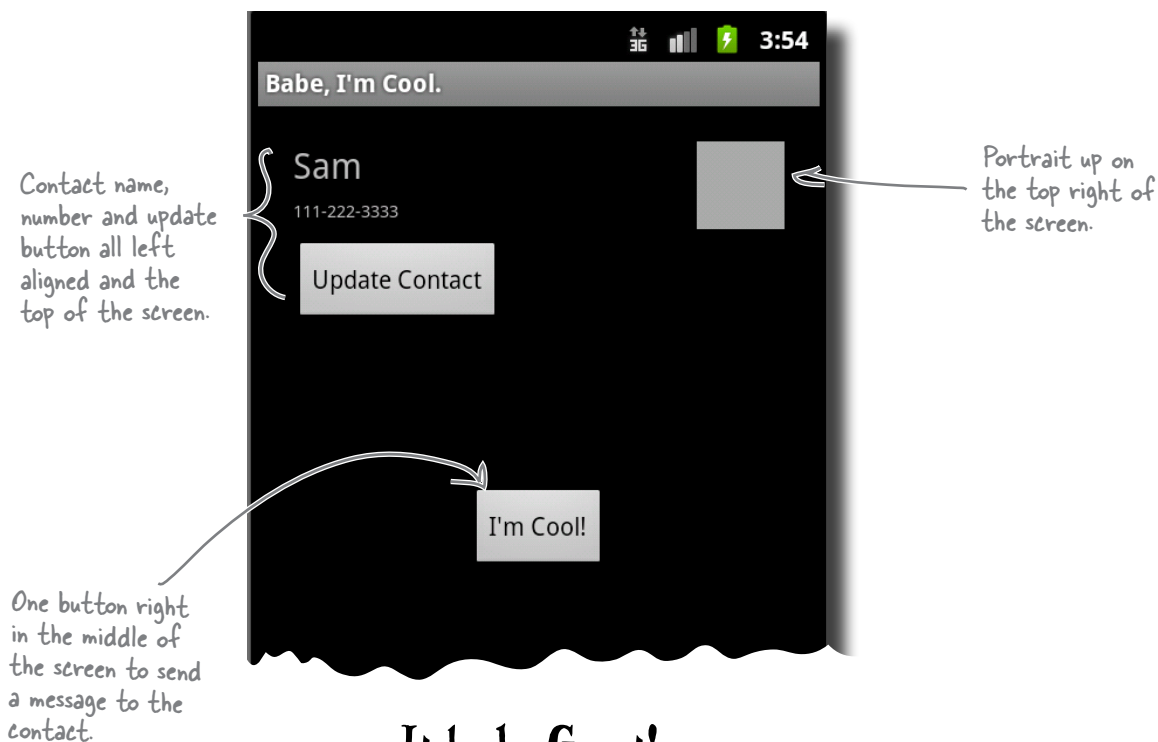 3G
3:54
Babe, I'm Cool.
Contact name,
number and update
button all left
aligned and the
top of the screen.
Sam
111-222-3333
Update Contact
Portrait up on
the top right of
the screen.
I'm Cool!
One button right
in the middle of
the screen to send
a message to the
contact.